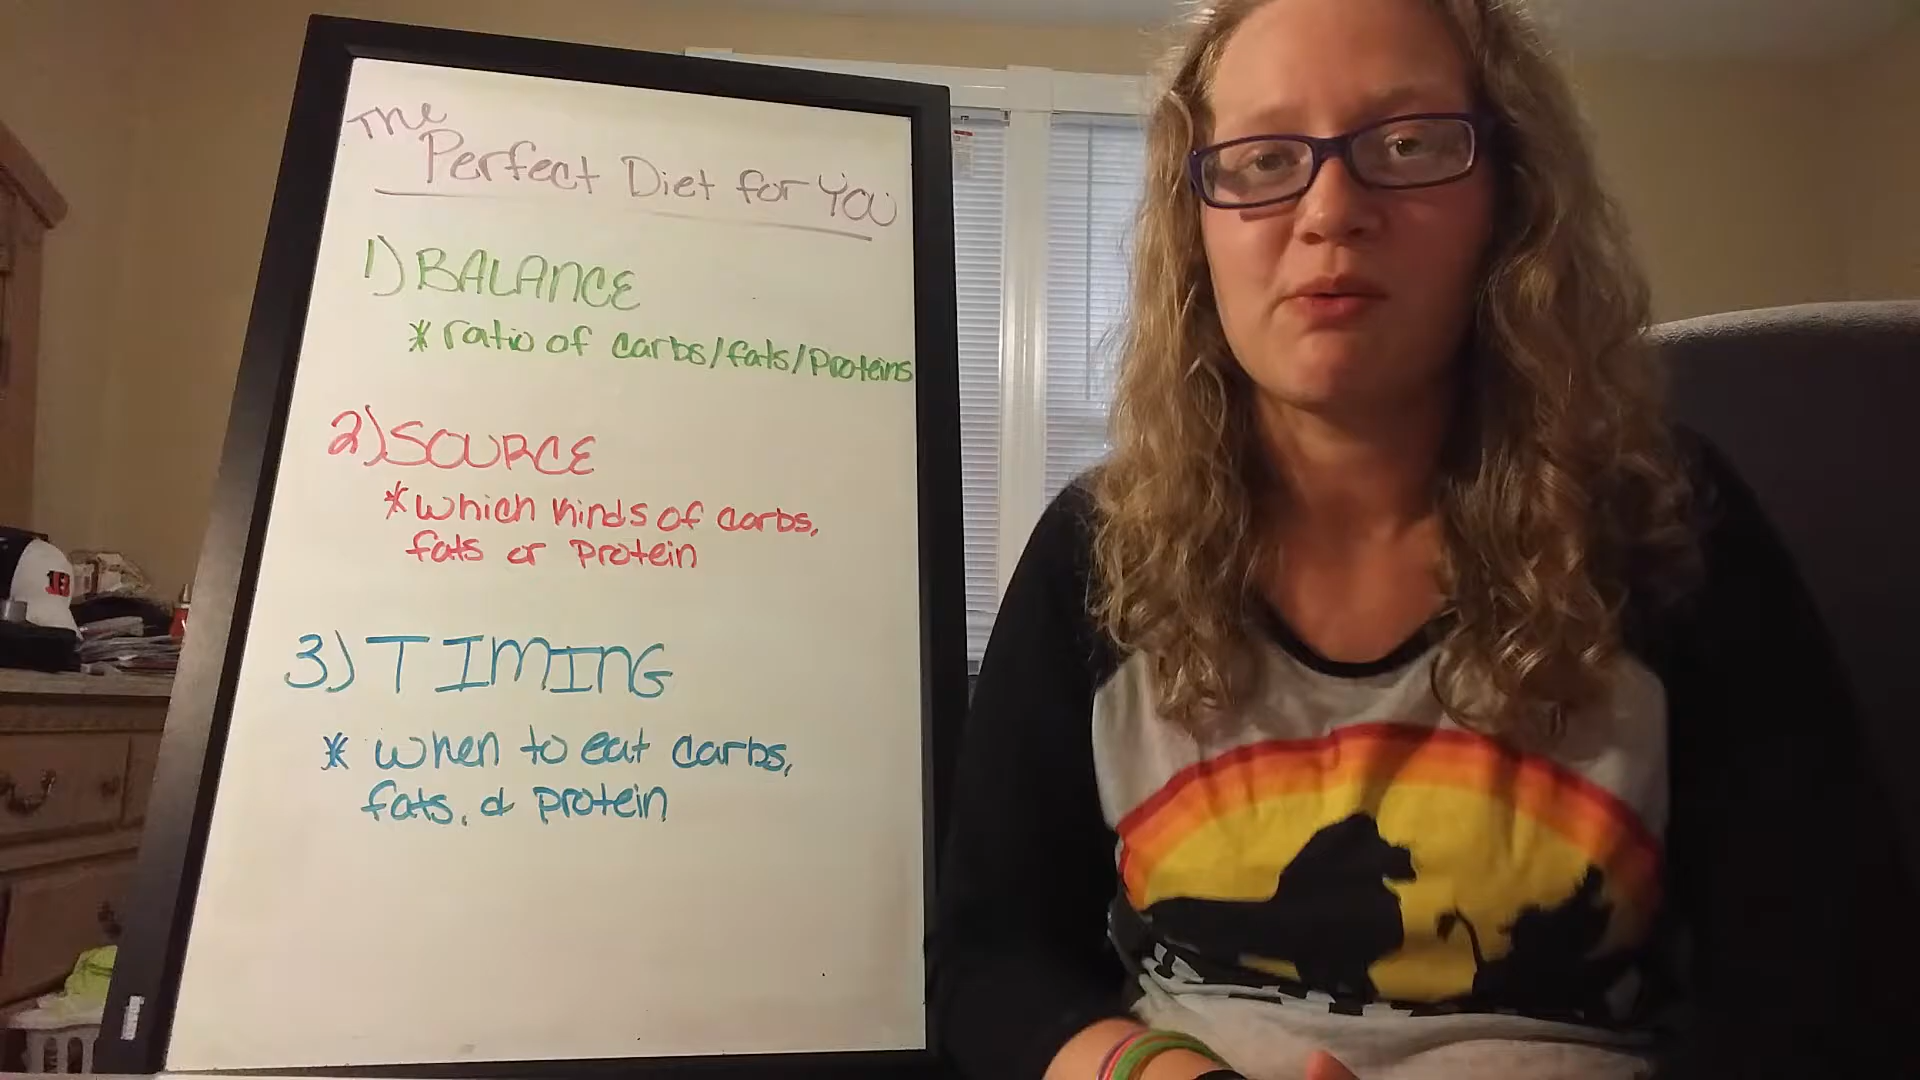 The
Perfect Diet for YOU
1) BALANCE
* ratio of carbs/fats/Proteins
2) SOURCE
* which kinds of carbs,
fats or protein
3) TIMING
* when to eat carbs,
fats, & protein